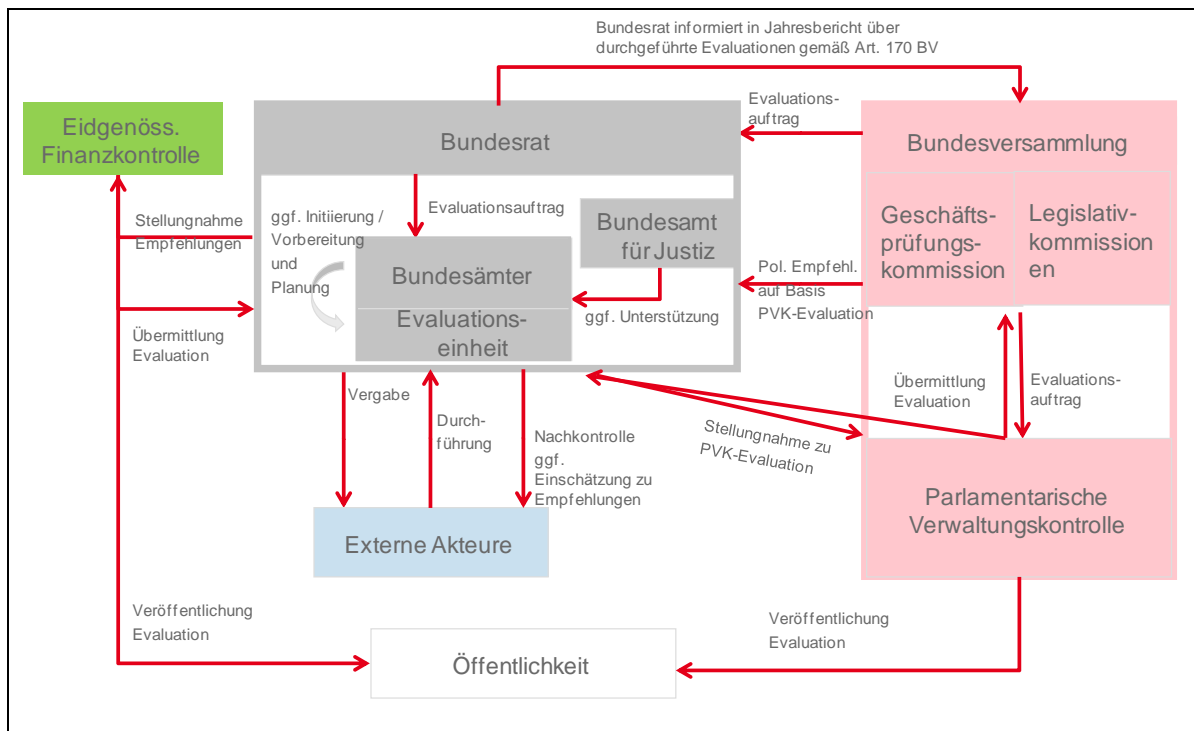 Bundesrat informiert in Jahresbericht über
durchgeführte Evaluationen gemäß Art. 170 BV
Eidgenöss.
Finanzkontrolle
Bundesrat
Evaluations-
auftrag
Bundesversammlung
Stellungnahme
Empfehlungen
ggf. Initiierung /
Vorbereitung
und
Planung
Evaluationsauftrag
Bundesamt
für Justiz
Geschäfts-
prüfungs-
kommission
Legislativ-
kommission
en
Bundesämter
Evaluations-
einheit
ggf. Unterstützung
Pol. Empfehl.
auf Basis
PVK-Evaluation
Übermittlung
Evaluation
Übermittlung
Evaluation
Evaluations-
auftrag
Vergabe
Durch-
führung
Nachkontrolle
ggf.
Einschätzung zu
Empfehlungen
Stellungnahme zu
PVK-Evaluation
Externe Akteure
Parlamentarische
Verwaltungskontrolle
Veröffentlichung
Evaluation
Öffentlichkeit
Veröffentlichung
Evaluation